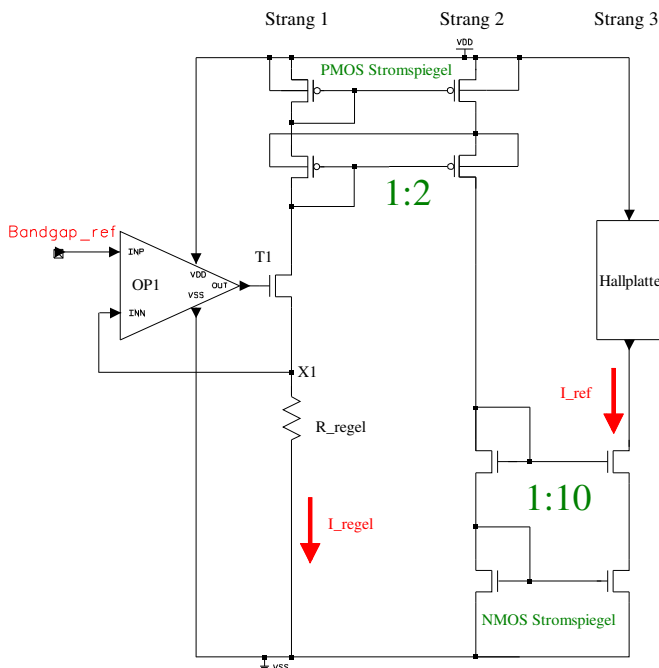 Strang 1
Strang 2
Strang 3
VDD
PMOS Stromspiegel
1:2
Bandgap_ref
INP
VDD
OP1
OUT
VSS
INN
T1
Hallplatte
X1
I_ref
R_regel
1:10
I_regel
NMOS Stromspiegel
VSS